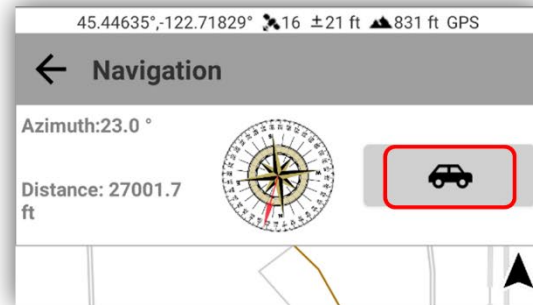 45.44635°,-122.71829° 16 ±21 ft 831 ft GPS
Navigation
Azimuth:23.0 °
Distance: 27001.7
ft